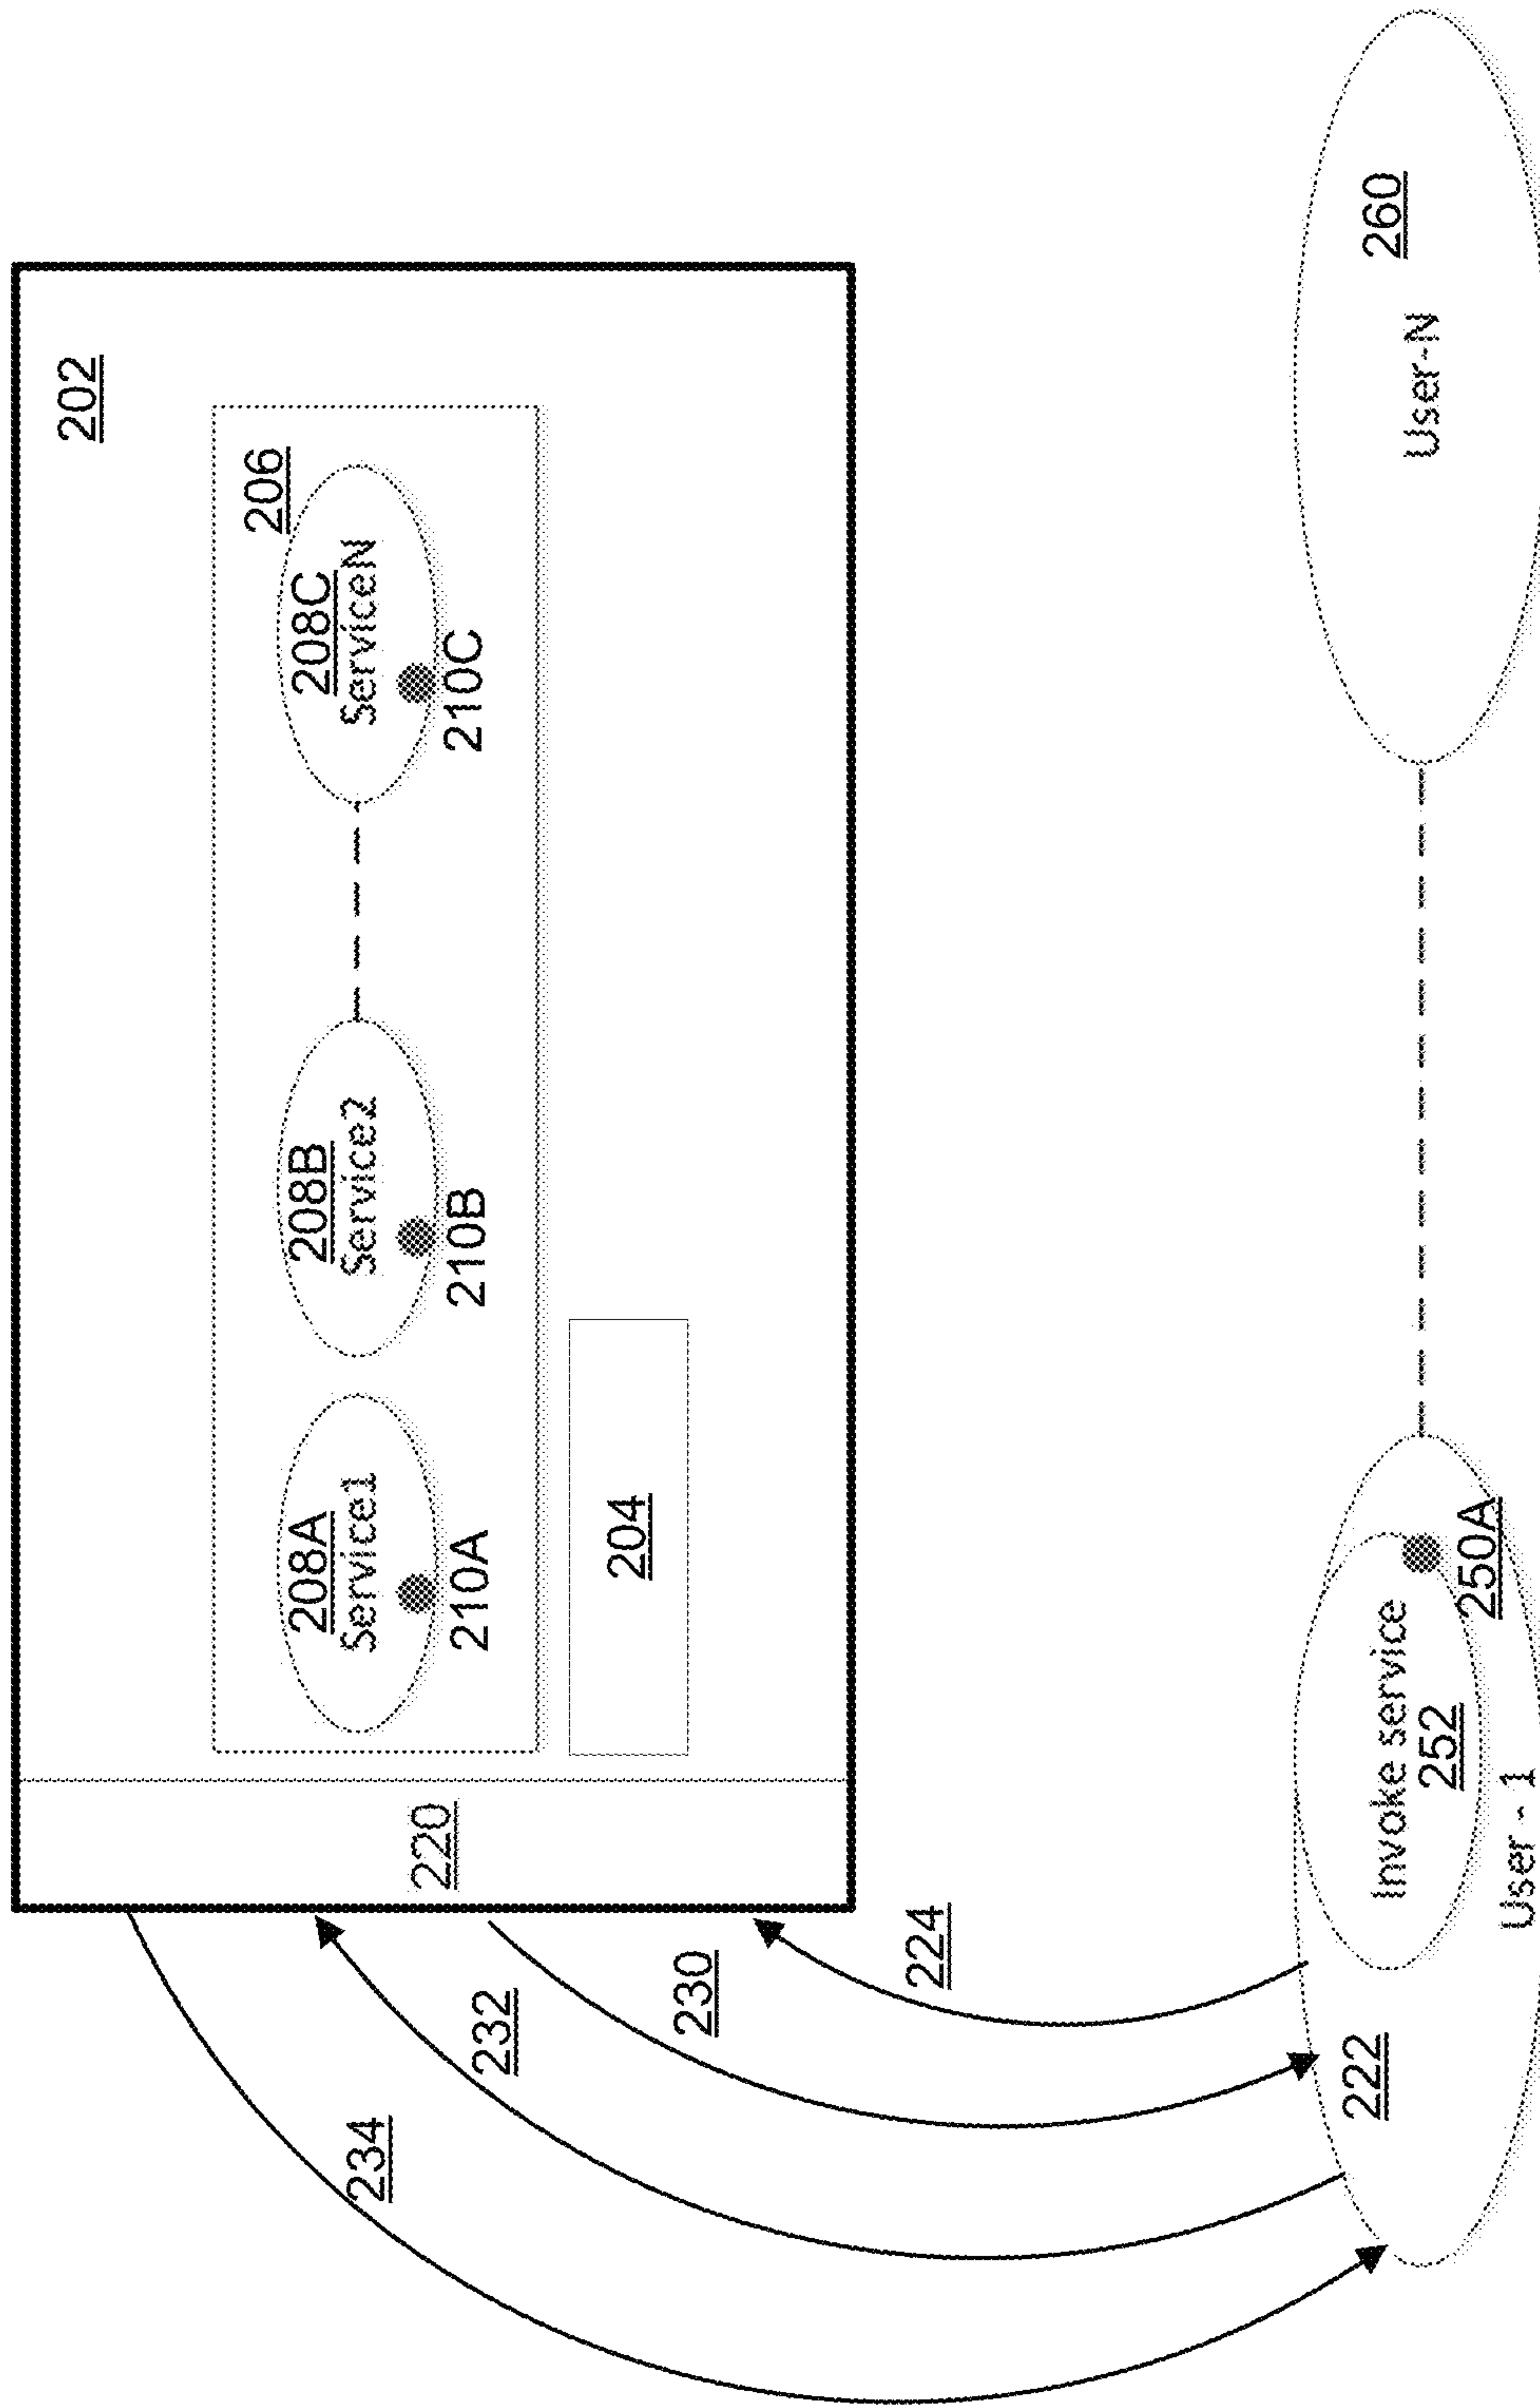 202
206
208A
Service1
210A
208B
Service2
210B
208C
ServiceN
210C
204
220
234
232
230
224
222
Invoke service
252
250A
User - 1
260
User-N